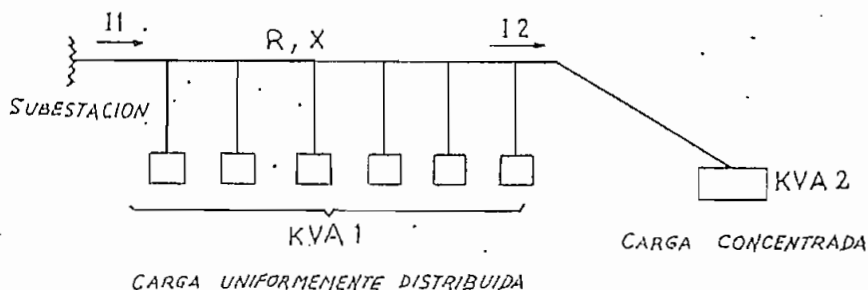 I1
R, X
I2
SUBESTACION
KVA 2
KVA 1
CARGA CONCENTRADA
CARGA UNIFORMEMENTE DISTRIBUIDA